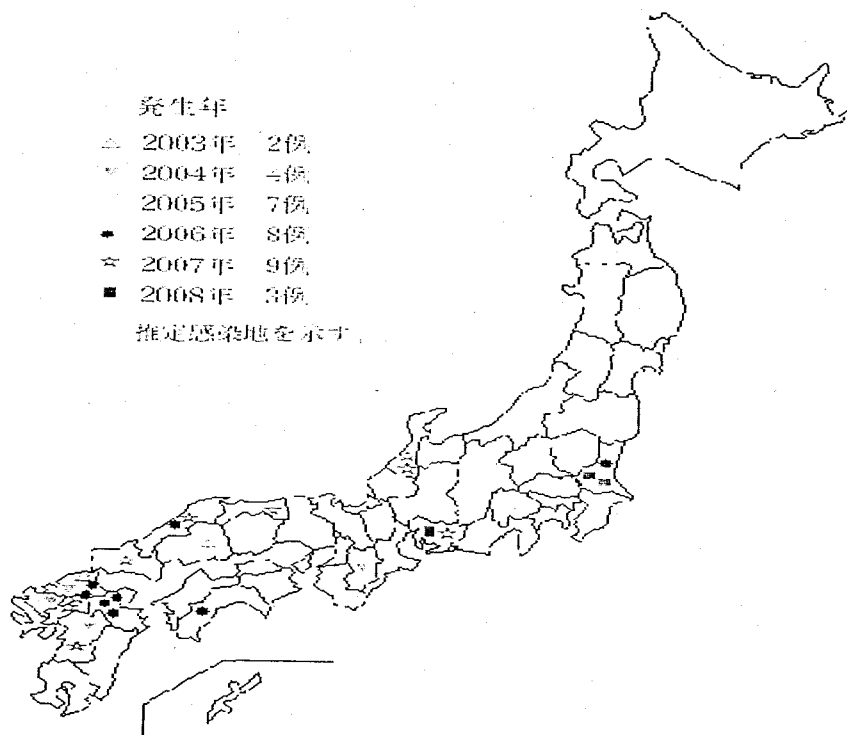 発生年
△ 2003年 2例
▽ 2004年 4例
2005年 7例
● 2006年 8例
☆ 2007年 9例
■ 2008年 3例
推定感染地を示す